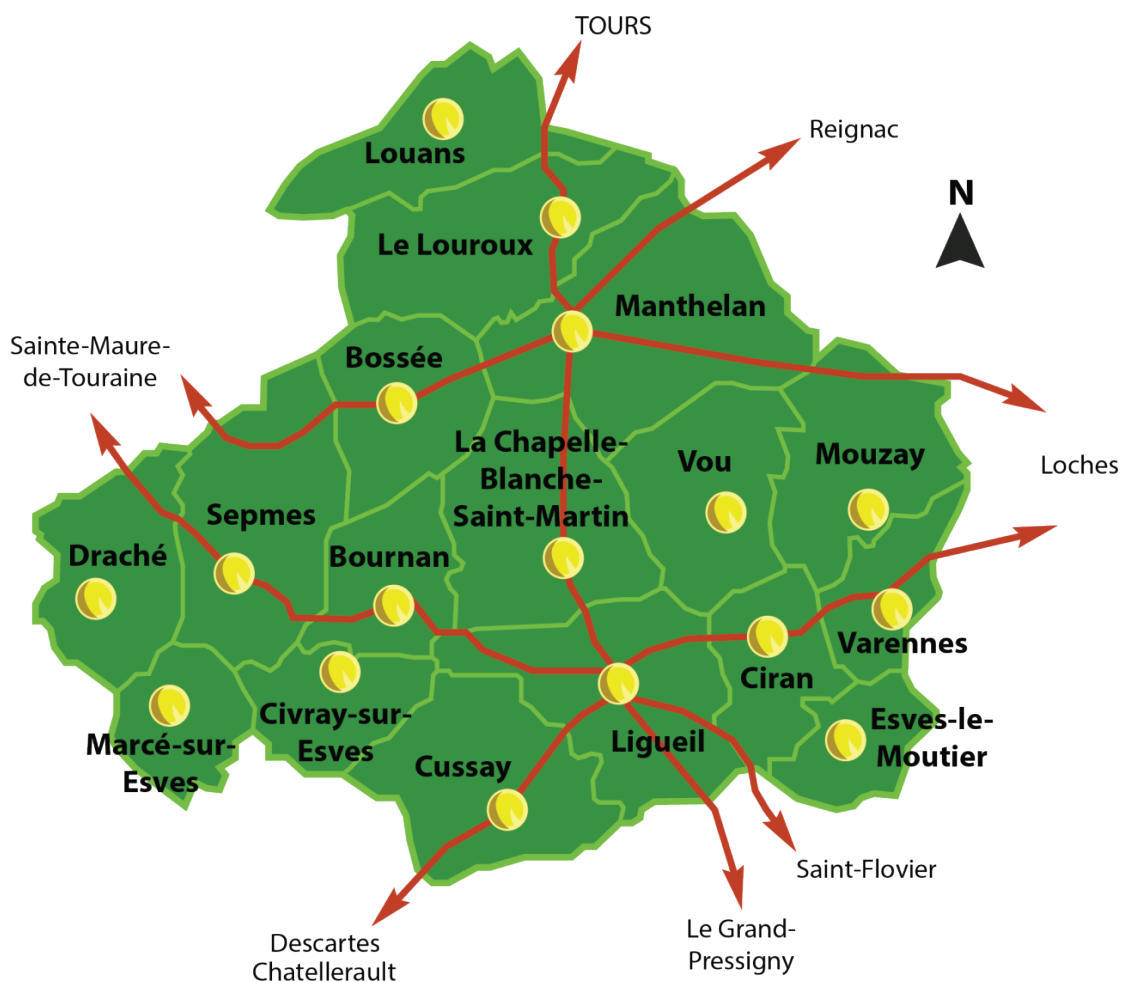 TOURS
Reignac
Louans
N
Le Louroux
Manthelan
Sainte-Maure-
de-Touraine
Bossée
La Chapelle-
Blanche-
Saint-Martin
Vou
Mouzay
Loches
Sepmes
Draché
Bournan
Varennes
Ciran
Civray-sur-
Esves
Esves-le-
Moutier
Marcé-sur-
Esves
Ligueil
Cussay
Saint-Flovier
Le Grand-
Pressigny
Descartes
Chatellerault